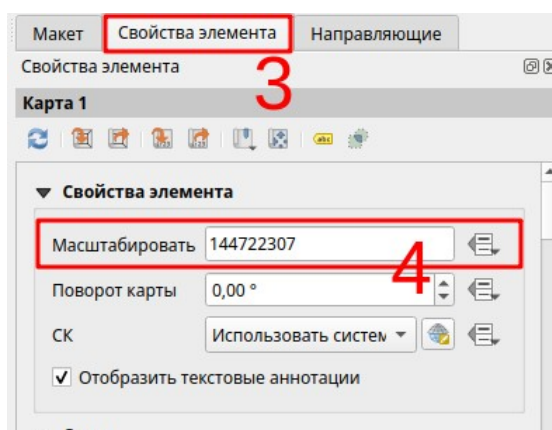 Макет Свойства элемента Направляющие
Свойства элемента
3
Карта 1
abc
Свойства элемента
Масштабировать 144722307
4
Поворот карты 0,00 °
СК Использовать систем
Отобразить текстовые аннотации